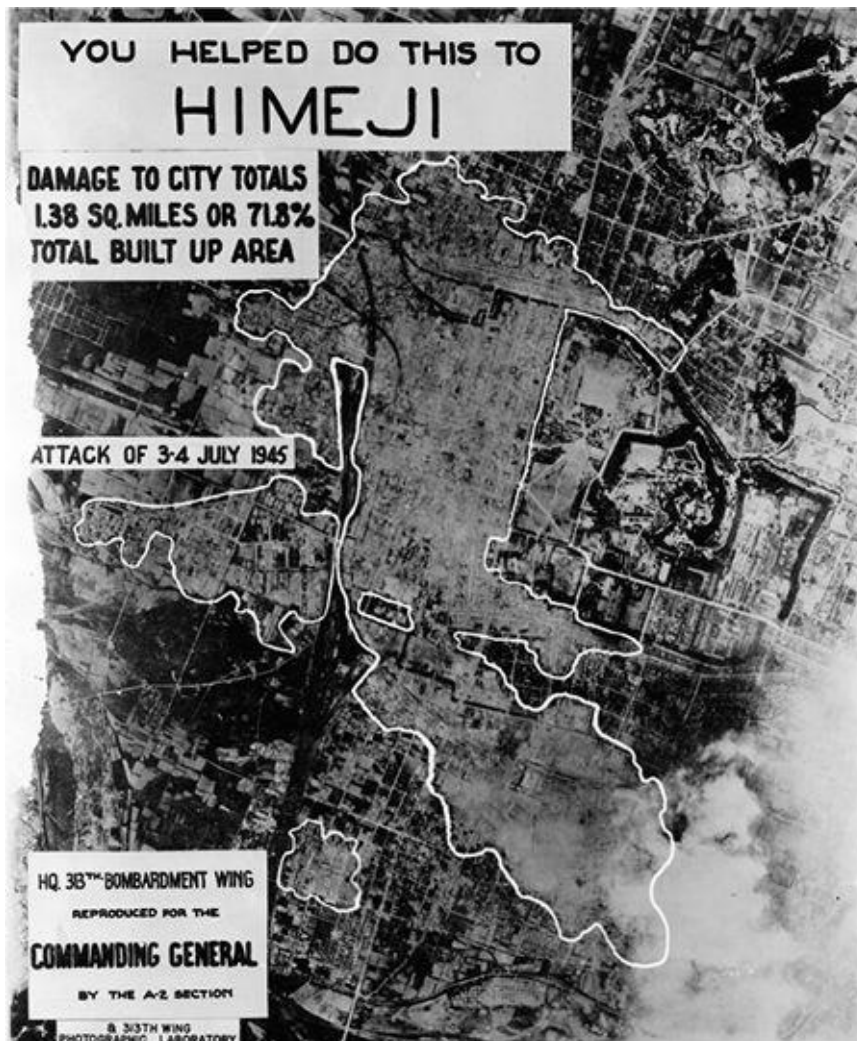 YOU HELPED DO THIS TO
HIMEJI
DAMAGE TO CITY TOTALS
1.38 SQ. MILES OR 71.8%
TOTAL BUILT UP AREA
ATTACK OF 3-4 JULY 1945
HQ. 313TH BOMBARDMENT WING
REPRODUCED FOR THE
COMMANDING GENERAL
BY THE A-2 SECTION
& 313TH WING
PHOTOGRAPHIC LABORATORY